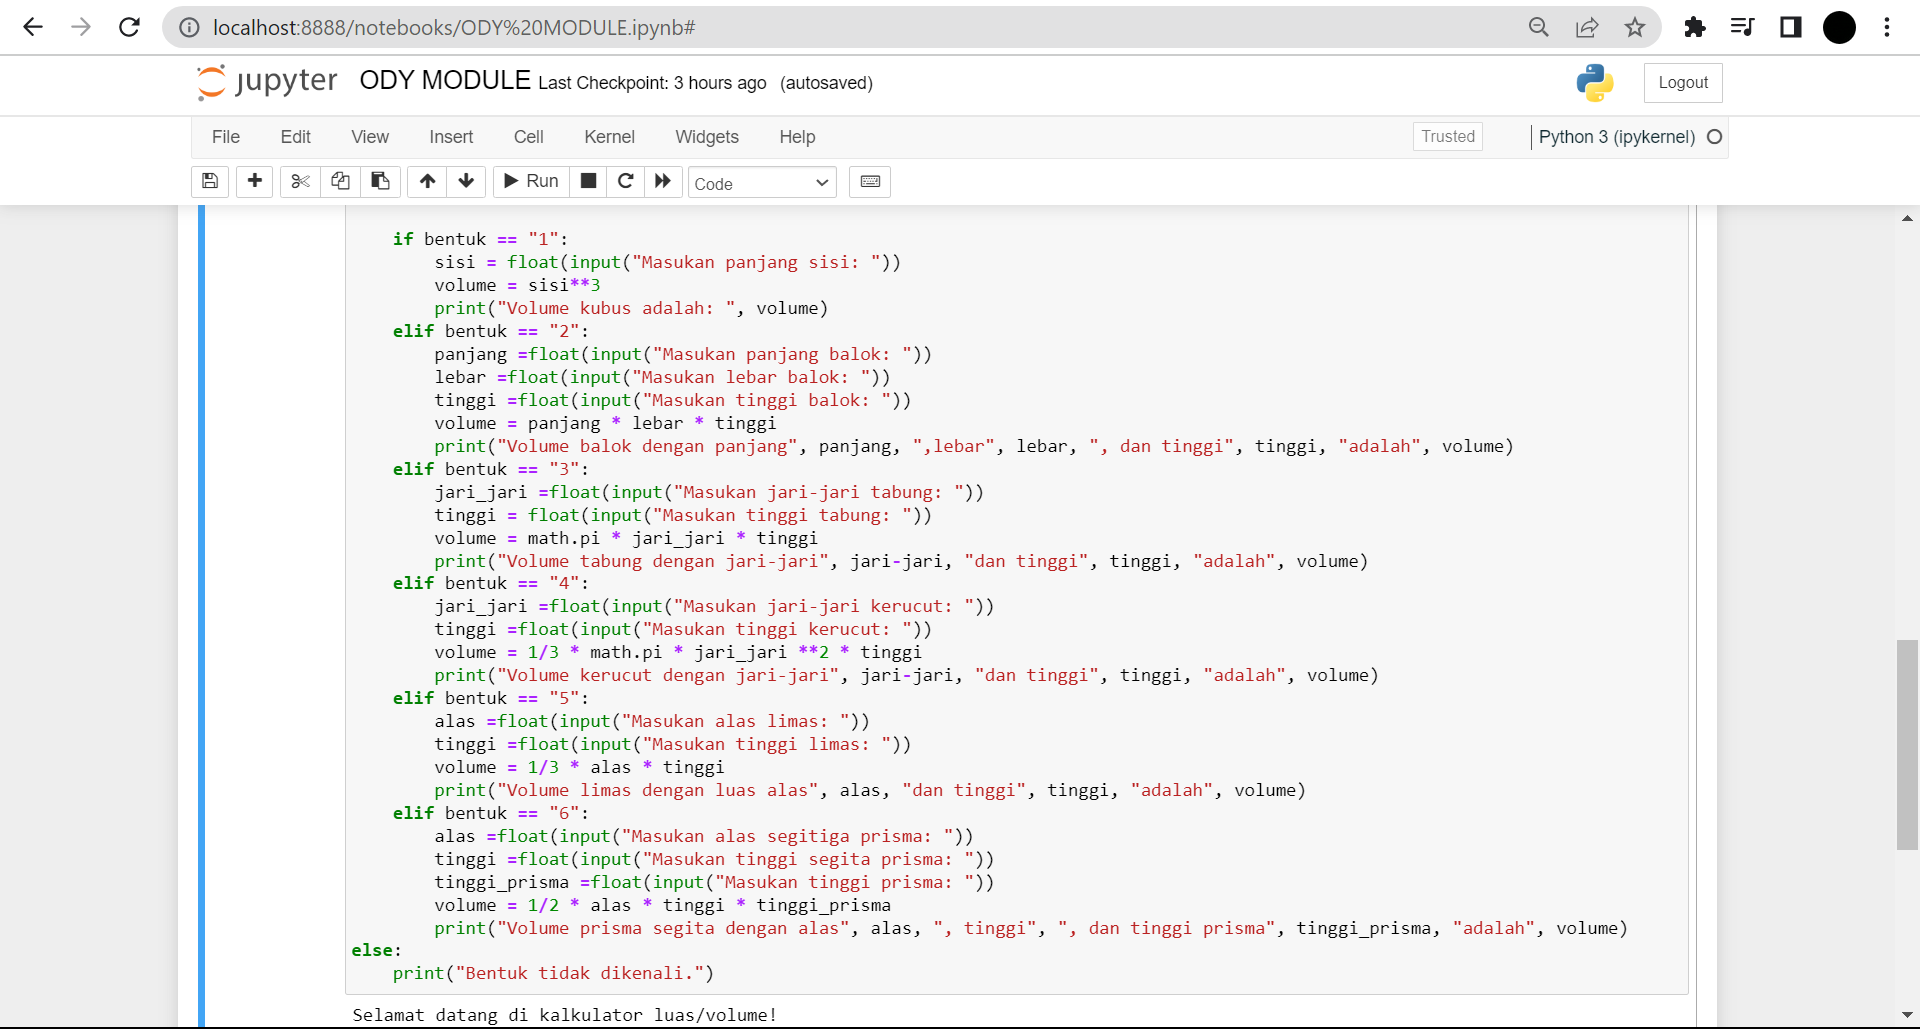 localhost:8888/notebooks/ODY%20MODULE.ipynb#
jupyter ODY MODULE Last Checkpoint: 3 hours ago (autosaved) Logout
File Edit View Insert Cell Kernel Widgets Help Trusted Python 3 (ipykernel)
Run Code
if bentuk == "1":
sisi = float(input("Masukan panjang sisi: "))
volume = sisi**3
print("Volume kubus adalah: ", volume)
elif bentuk == "2":
panjang =float(input("Masukan panjang balok: "))
lebar =float(input("Masukan lebar balok: "))
tinggi =float(input("Masukan tinggi balok: "))
volume = panjang * lebar * tinggi
print("Volume balok dengan panjang", panjang, ",lebar", lebar, ", dan tinggi", tinggi, "adalah", volume)
elif bentuk == "3":
jari_jari =float(input("Masukan jari-jari tabung: "))
tinggi = float(input("Masukan tinggi tabung: "))
volume = math.pi * jari_jari * tinggi
print("Volume tabung dengan jari-jari", jari-jari, "dan tinggi", tinggi, "adalah", volume)
elif bentuk == "4":
jari_jari =float(input("Masukan jari-jari kerucut: "))
tinggi =float(input("Masukan tinggi kerucut: "))
volume = 1/3 * math.pi * jari_jari **2 * tinggi
print("Volume kerucut dengan jari-jari", jari-jari, "dan tinggi", tinggi, "adalah", volume)
elif bentuk == "5":
alas =float(input("Masukan alas limas: "))
tinggi =float(input("Masukan tinggi limas: "))
volume = 1/3 * alas * tinggi
print("Volume limas dengan luas alas", alas, "dan tinggi", tinggi, "adalah", volume)
elif bentuk == "6":
alas =float(input("Masukan alas segitiga prisma: "))
tinggi =float(input("Masukan tinggi segita prisma: "))
tinggi_prisma =float(input("Masukan tinggi prisma: "))
volume = 1/2 * alas * tinggi * tinggi_prisma
print("Volume prisma segita dengan alas", alas, ", tinggi", ", dan tinggi prisma", tinggi_prisma, "adalah", volume)
else:
print("Bentuk tidak dikenali.")
Selamat datang di kalkulator luas/volume!